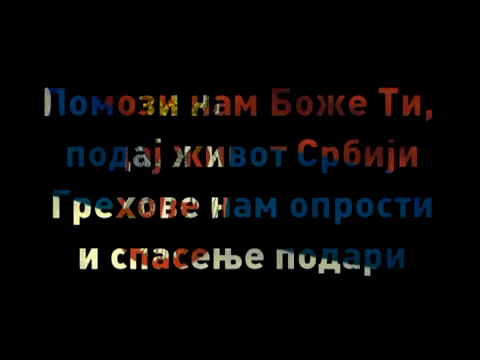 Помози нам Боже Ти,
подај живот Србији
Грехове нам опрости
и спасење подари